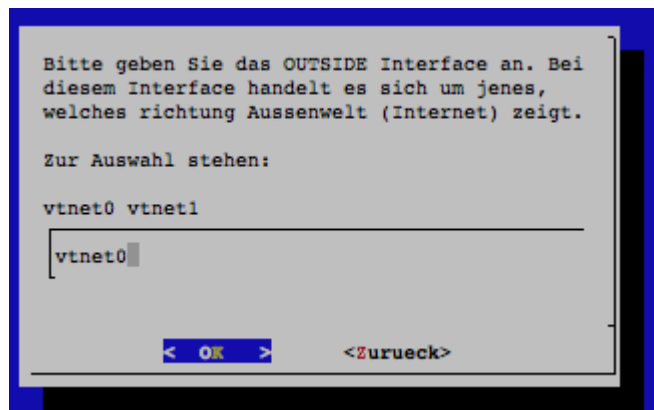 Bitte geben Sie das OUTSIDE Interface an. Bei
diesem Interface handelt es sich um jenes,
welches richtung Aussenwelt (Internet) zeigt.
Zur Auswahl stehen:
vtnet0 vtnet1
vtnet0
< OK > <Zurueck>